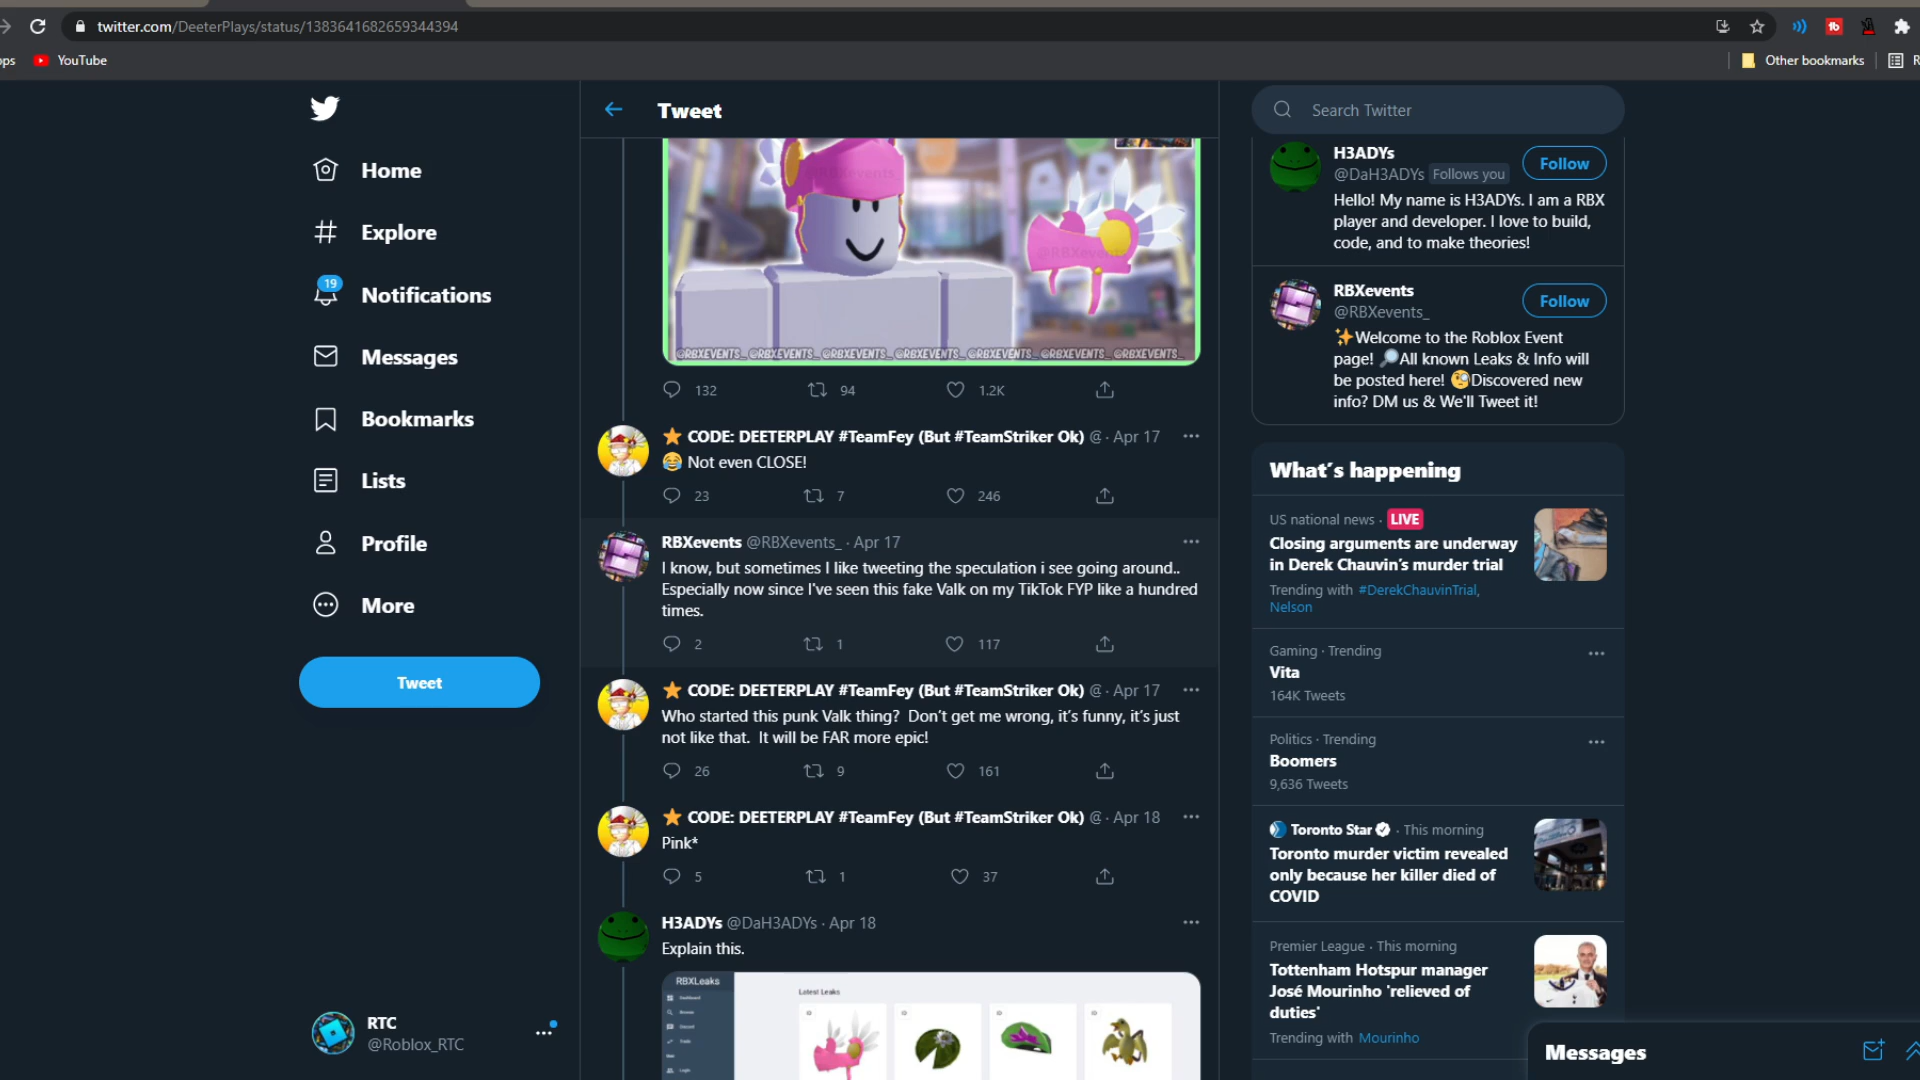 twitter.com/DeeterPlays/status/1383641682659344394
ps
YouTube
Other bookmarks
R
Home
Explore
19
Notifications
Messages
Bookmarks
Lists
Profile
More
Tweet
RTC
@Roblox_RTC
Tweet
@RBXevents_
@RBXEVENTS_ @RBXEVENTS_ @RBXEVENTS_ @RBXEVENTS_ @RBXEVENTS_ @RBXEVENTS_ @RBXEVENTS_
132 94 1.2K
⭐ CODE: DEETERPLAY #TeamFey (But #TeamStriker Ok) @ · Apr 17
😂 Not even CLOSE!
23 7 246
RBXevents @RBXevents_ · Apr 17
I know, but sometimes I like tweeting the speculation i see going around..
Especially now since I've seen this fake Valk on my TikTok FYP like a hundred
times.
2 1 117
⭐ CODE: DEETERPLAY #TeamFey (But #TeamStriker Ok) @ · Apr 17
Who started this punk Valk thing? Don't get me wrong, it's funny, it's just
not like that. It will be FAR more epic!
26 9 161
⭐ CODE: DEETERPLAY #TeamFey (But #TeamStriker Ok) @ · Apr 18
Pink*
5 1 37
H3ADYs @DaH3ADYs · Apr 18
Explain this.
RBXLeaks
Latest Leaks
Search Twitter
H3ADYs
@DaH3ADYs Follows you
Follow
Hello! My name is H3ADYs. I am a RBX
player and developer. I love to build,
code, and to make theories!
RBXevents
@RBXevents_
Follow
✨Welcome to the Roblox Event
page! 🔎All known Leaks & Info will
be posted here! 🧐Discovered new
info? DM us & We'll Tweet it!
What's happening
US national news · LIVE
Closing arguments are underway
in Derek Chauvin's murder trial
Trending with #DerekChauvinTrial,
Nelson
Gaming · Trending
Vita
164K Tweets
Politics · Trending
Boomers
9,636 Tweets
Toronto Star · This morning
Toronto murder victim revealed
only because her killer died of
COVID
Premier League · This morning
Tottenham Hotspur manager
José Mourinho 'relieved of
duties'
Trending with Mourinho
Messages